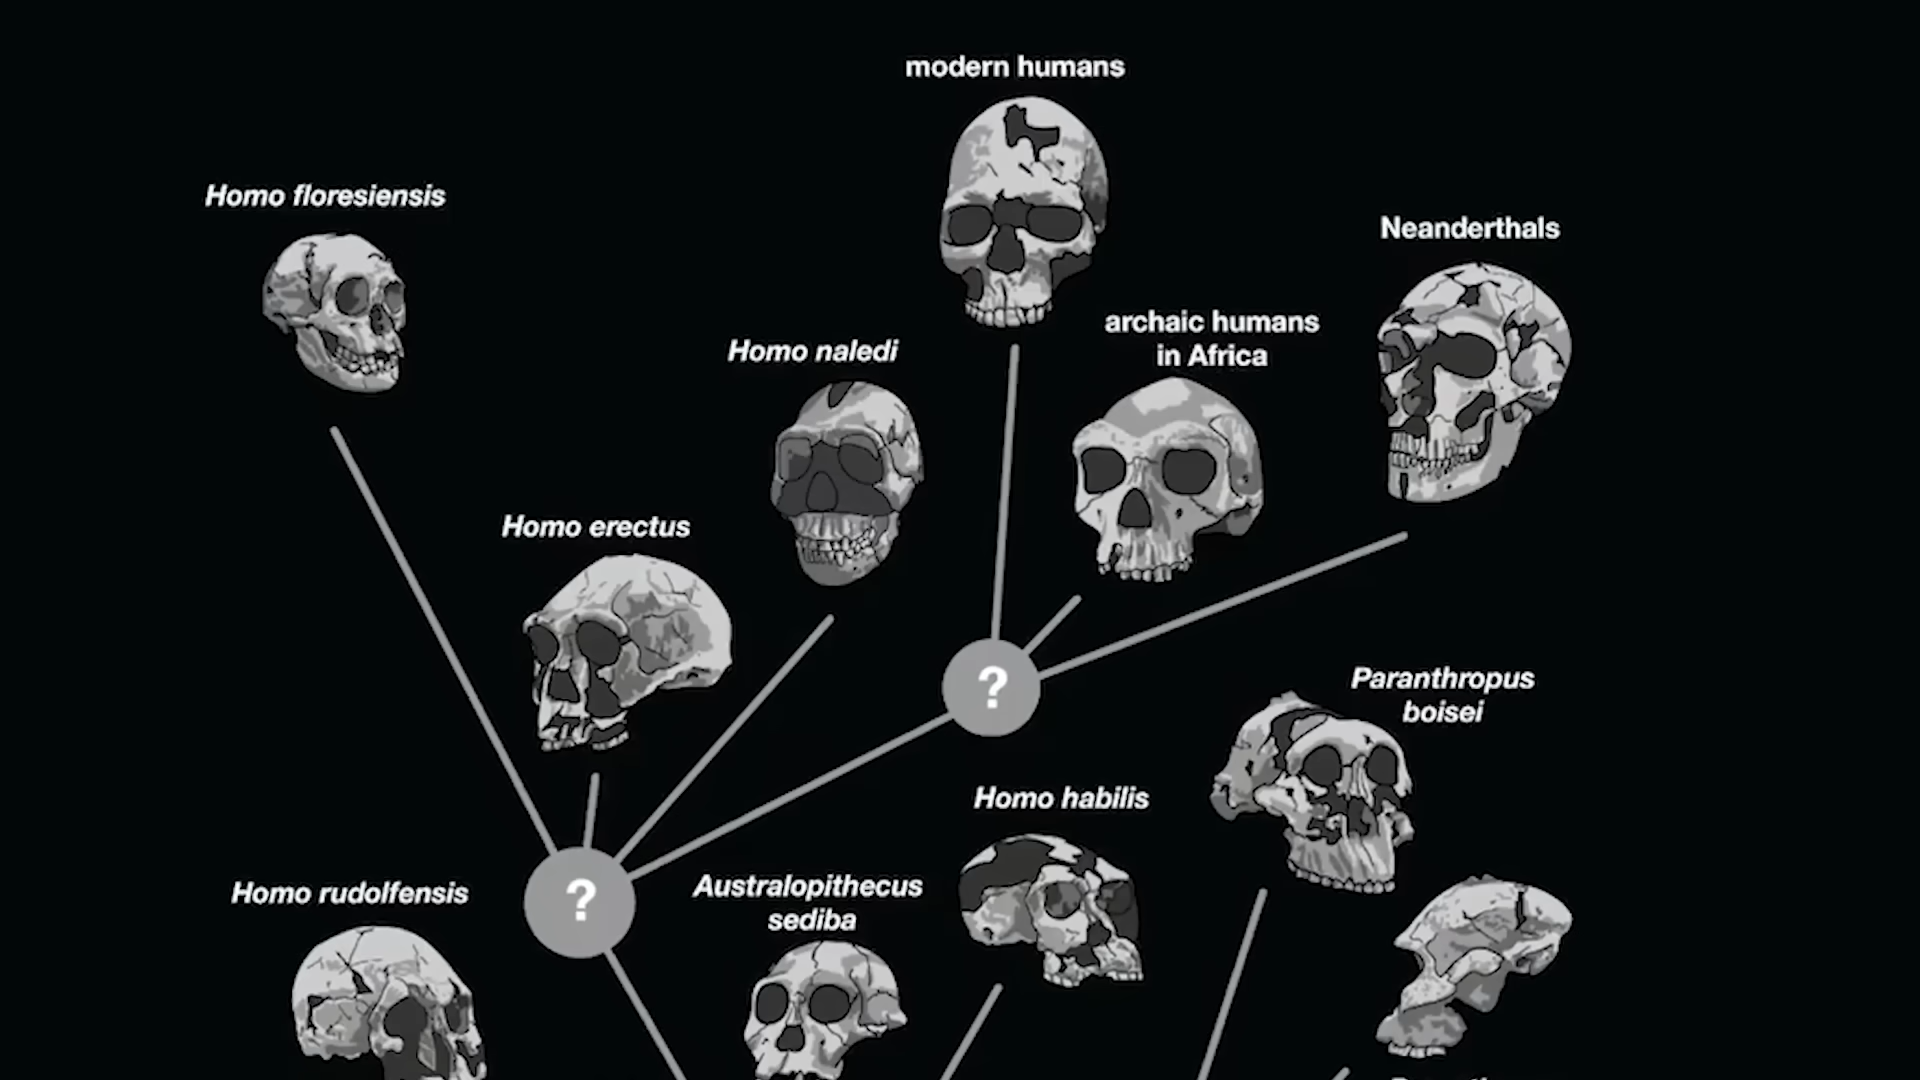 modern humans
Homo floresiensis
Neanderthals
archaic humans
in Africa
Homo naledi
Homo erectus
?
Paranthropus
boisei
Homo habilis
?
Homo rudolfensis
Australopithecus
sediba